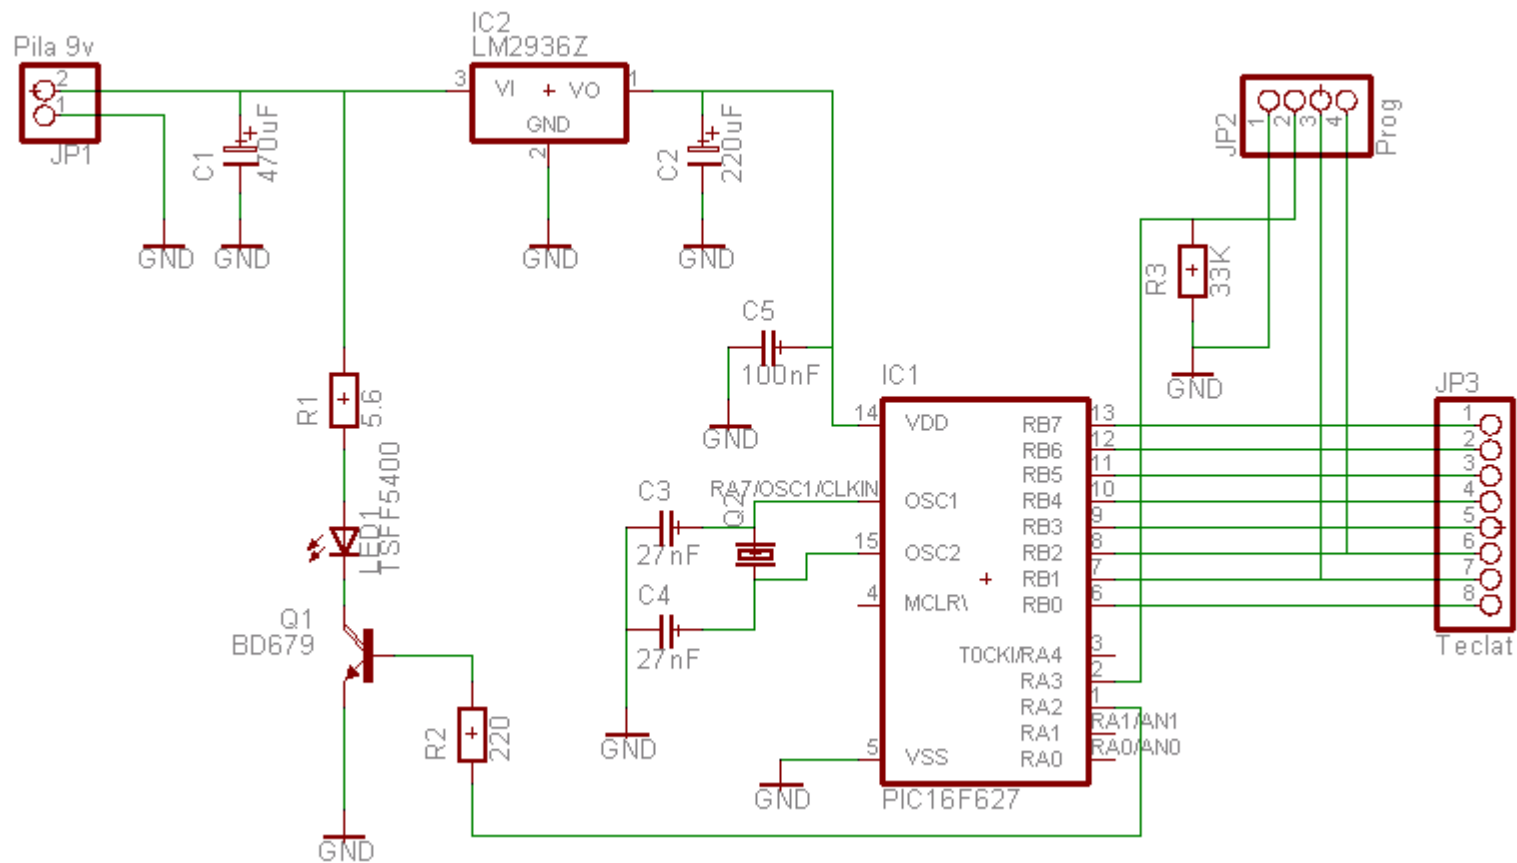 Pila 9v
2
1
JP1
C1
470uF
GND
GND
IC2
LM2936Z
3
VI
VO
1
GND
2
GND
C2
220uF
GND
JP2
1
2
3
4
Prog
R3
33K
GND
C5
100nF
GND
R1
5.6
LED1
TSFF5400
Q1
BD679
GND
R2
220
C3
27nF
C4
27nF
GND
Q2
RA7/OSC1/CLKIN
IC1
14
VDD
OSC1
15
OSC2
4
MCLR\
5
VSS
GND
RB7
13
RB6
12
RB5
11
RB4
10
RB3
9
RB2
8
RB1
7
RB0
6
T0CKI/RA4
3
RA3
2
RA2
1
RA1
RA1/AN1
RA0
RA0/AN0
PIC16F627
JP3
1
2
3
4
5
6
7
8
Teclat